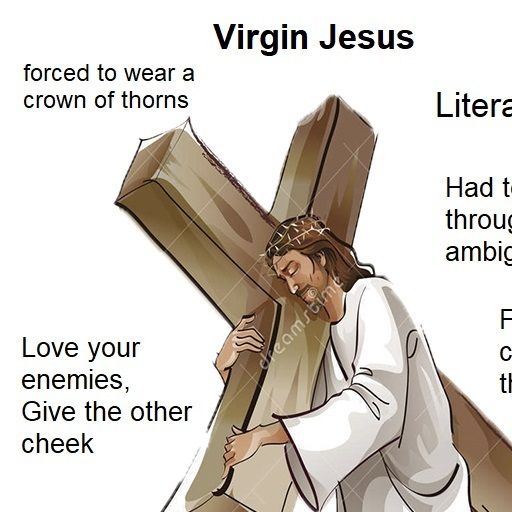 Virgin Jesus
forced to wear a
crown of thorns
Litera
Had t
throug
ambig
F
c
th
Love your
enemies,
Give the other
cheek
dreamstime